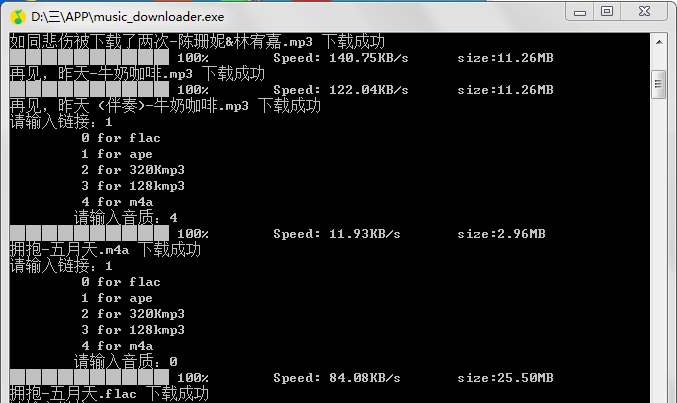 D:\三\APP\music_downloader.exe
如同悲伤被下载了两次-陈珊妮&林宥嘉.mp3 下载成功
100% Speed: 140.75KB/s size:11.26MB
再见，昨天-牛奶咖啡.mp3 下载成功
100% Speed: 122.04KB/s size:11.26MB
再见，昨天 (伴奏)-牛奶咖啡.mp3 下载成功
请输入链接：1
0 for flac
1 for ape
2 for 320Kmp3
3 for 128kmp3
4 for m4a
请输入音质：4
100% Speed: 11.93KB/s size:2.96MB
拥抱-五月天.m4a 下载成功
请输入链接：1
0 for flac
1 for ape
2 for 320Kmp3
3 for 128kmp3
4 for m4a
请输入音质：0
100% Speed: 84.08KB/s size:25.50MB
拥抱-五月天.flac 下载成功